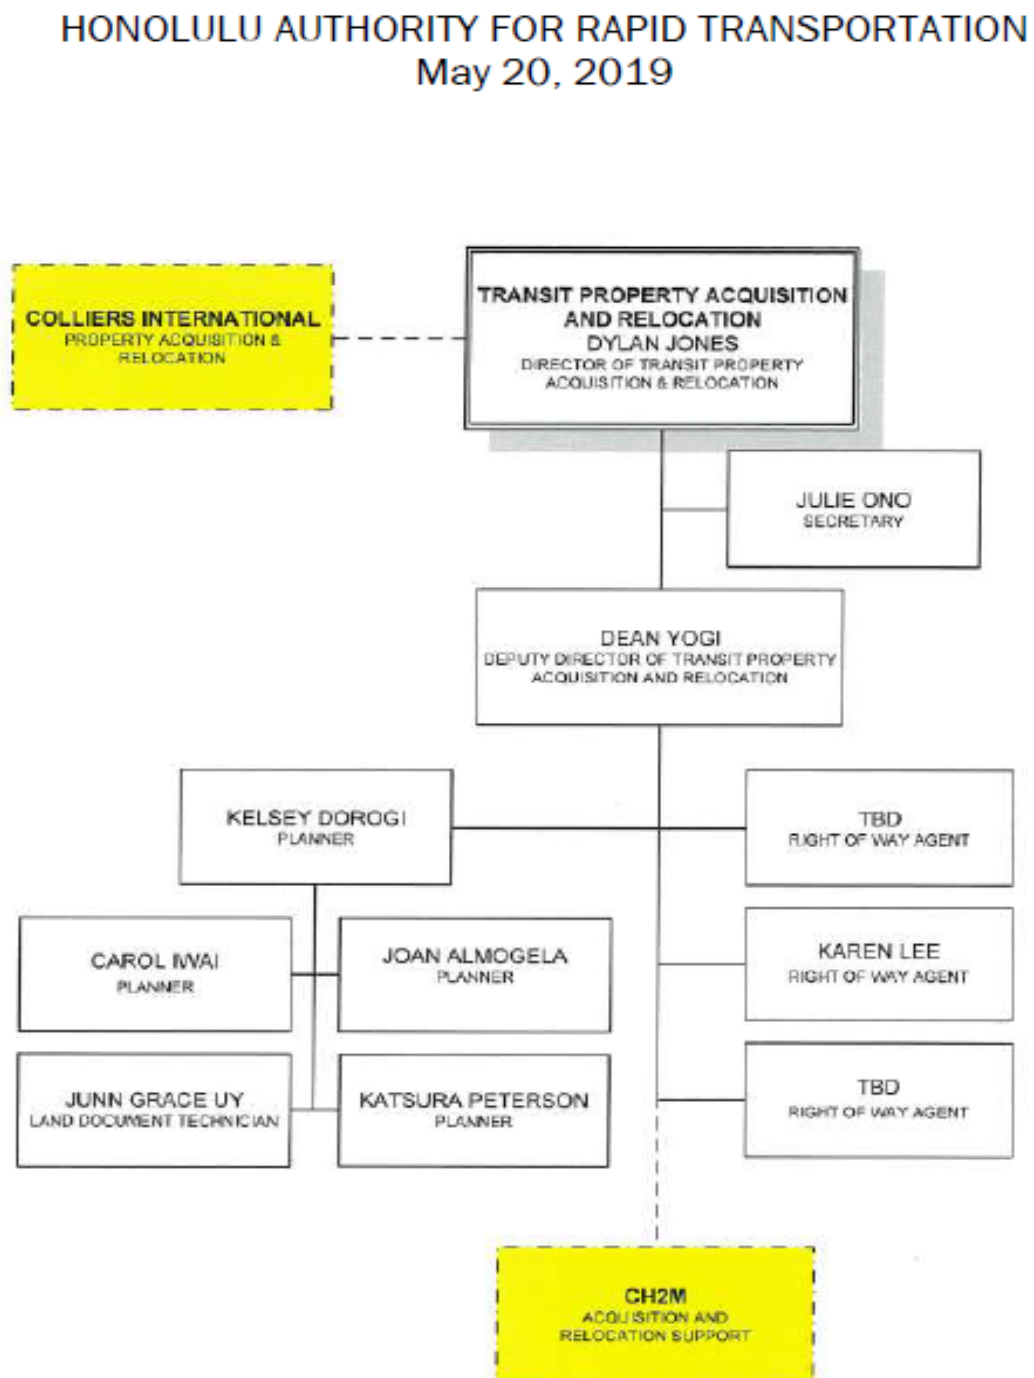 HONOLULU AUTHORITY FOR RAPID TRANSPORTATION
May 20, 2019
COLLIERS INTERNATIONAL
PROPERTY ACQUISITION &
RELOCATION
TRANSIT PROPERTY ACQUISITION
AND RELOCATION
DYLAN JONES
DIRECTOR OF TRANSIT PROPERTY
ACQUISITION & RELOCATION
JULIE ONO
SECRETARY
DEAN YOGI
DEPUTY DIRECTOR OF TRANSIT PROPERTY
ACQUISITION AND RELOCATION
KELSEY DOROGI
PLANNER
TBD
RIGHT OF WAY AGENT
CAROL IWAI
PLANNER
JOAN ALMOGELA
PLANNER
KAREN LEE
RIGHT OF WAY AGENT
JUNN GRACE UY
LAND DOCUMENT TECHNICIAN
KATSURA PETERSON
PLANNER
TBD
RIGHT OF WAY AGENT
CH2M
ACQUISITION AND
RELOCATION SUPPORT